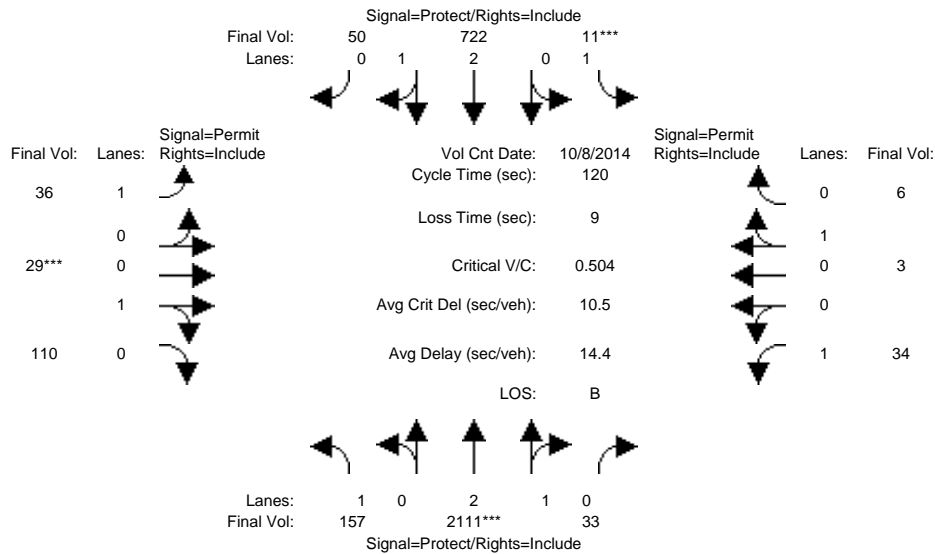 Signal=Protect/Rights=Include
Final Vol: 50 722 11***
Lanes: 0 1 2 0 1
Signal=Permit Signal=Permit
Final Vol: Lanes: Rights=Include Vol Cnt Date: 10/8/2014 Rights=Include Lanes: Final Vol:
Cycle Time (sec): 120
36 1 0 6
Loss Time (sec): 9
0 1
29*** 0 Critical V/C: 0.504 0 3
1 Avg Crit Del (sec/veh): 10.5 0
110 0 Avg Delay (sec/veh): 14.4 1 34
LOS: B
Lanes: 1 0 2 1 0
Final Vol: 157 2111*** 33
Signal=Protect/Rights=Include